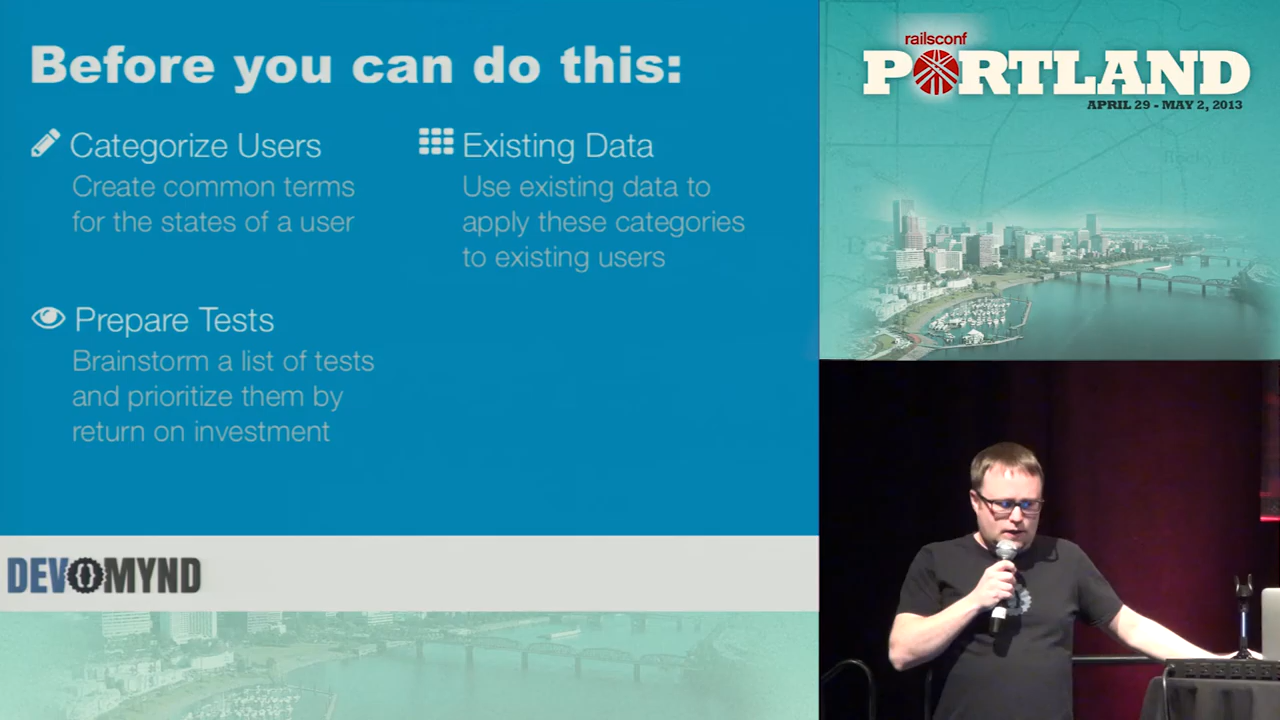 Before you can do this:
Categorize Users
Create common terms
for the states of a user
Existing Data
Use existing data to
apply these categories
to existing users
Prepare Tests
Brainstorm a list of tests
and prioritize them by
return on investment
DEVMYND
railsconf
PORTLAND
APRIL 29 - MAY 2, 2013